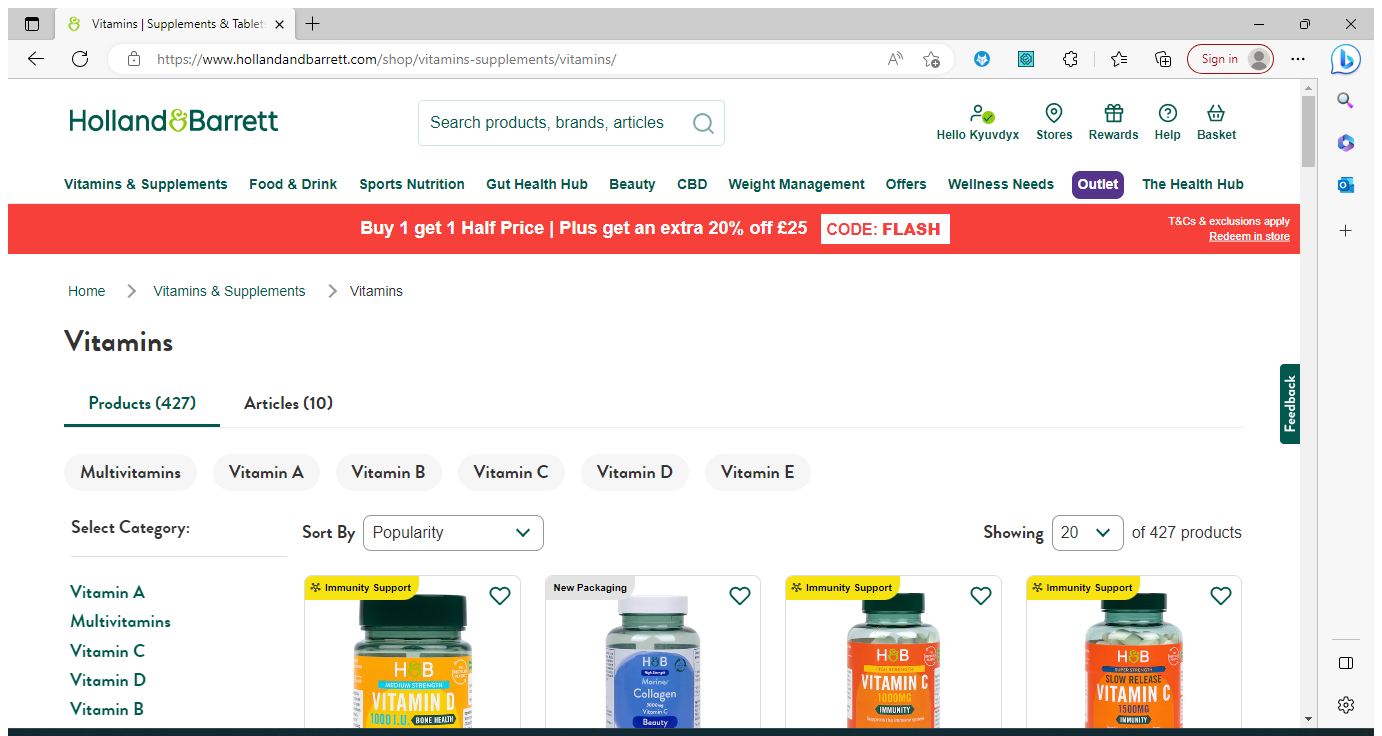 Vitamins | Supplements & Tablet
https://www.hollandandbarrett.com/shop/vitamins-supplements/vitamins/
Sign in
Holland&Barrett
Search products, brands, articles
Hello Kyuvdyx
Stores
Rewards
Help
Basket
Vitamins & Supplements
Food & Drink
Sports Nutrition
Gut Health Hub
Beauty
CBD
Weight Management
Offers
Wellness Needs
Outlet
The Health Hub
Buy 1 get 1 Half Price | Plus get an extra 20% off £25
CODE: FLASH
T&Cs & exclusions apply
Redeem in store
Home
Vitamins & Supplements
Vitamins
Vitamins
Feedback
Products (427)
Articles (10)
Multivitamins
Vitamin A
Vitamin B
Vitamin C
Vitamin D
Vitamin E
Select Category:
Sort By
Popularity
Showing
20
of 427 products
Vitamin A
Multivitamins
Vitamin C
Vitamin D
Vitamin B
Immunity Support
H&B
MEDIUM STRENGTH
VITAMIN D
1000 I.U.
BONE HEALTH
New Packaging
H&B
High Strength
Marine
Collagen
Vitamin C
Beauty
Immunity Support
H&B
HIGH STRENGTH
VITAMIN C
1000MG
IMMUNITY
Supports the immune system
Immunity Support
H&B
SUPER STRENGTH
SLOW RELEASE
VITAMIN C
1500MG
IMMUNITY